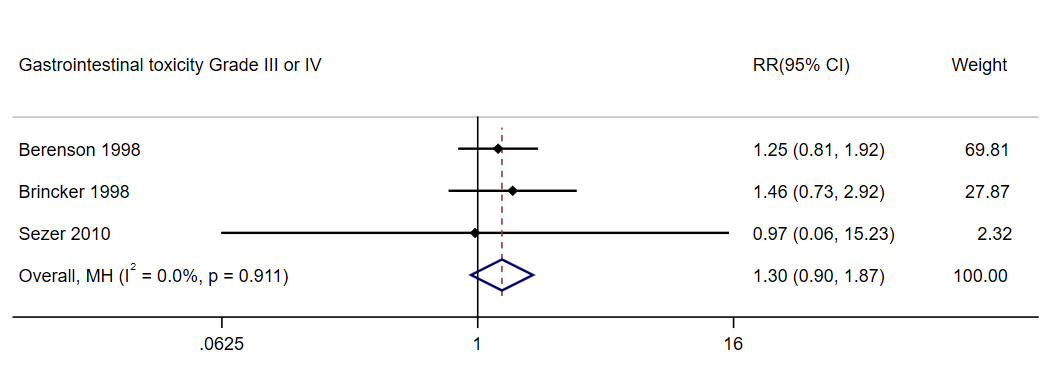 Gastrointestinal toxicity Grade III or IV RR(95% CI) Weight
Berenson 1998 1.25 (0.81, 1.92) 69.81
Brincker 1998 1.46 (0.73, 2.92) 27.87
Sezer 2010 0.97 (0.06, 15.23) 2.32
Overall, MH (I² = 0.0%, p = 0.911) 1.30 (0.90, 1.87) 100.00
.0625 1 16